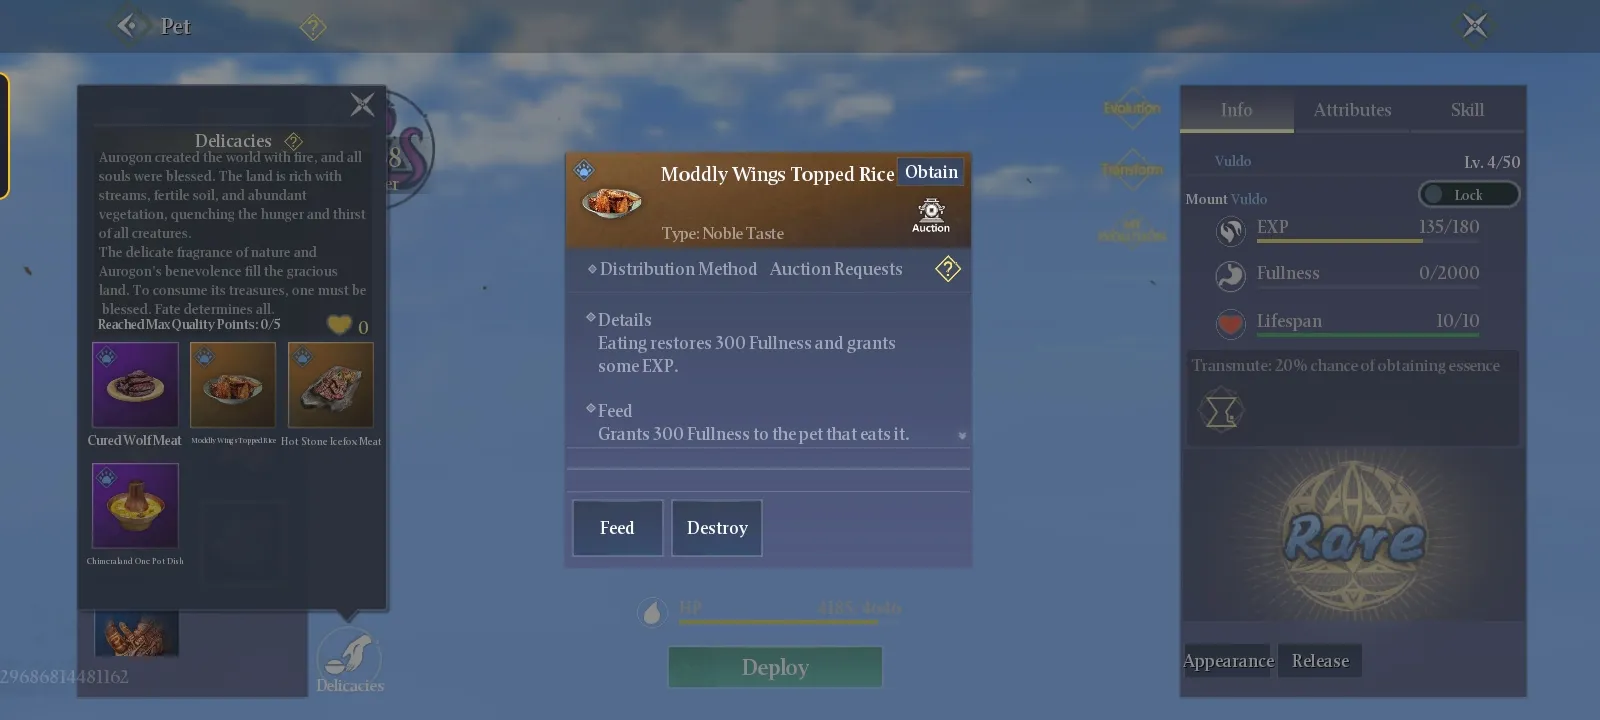 Pet
?
Delicacies ?
Aurogon created the world with fire, and all
souls were blessed. The land is rich with
streams, fertile soil, and abundant
vegetation, quenching the hunger and thirst
of all creatures.
The delicate fragrance of nature and
Aurogon's benevolence fill the gracious
land. To consume its treasures, one must be
blessed. Fate determines all.
Reached Max Quality Points: 0/5
0
Cured Wolf Meat
Moddly Wings Topped Rice
Hot Stone Icefox Meat
Chimeraland One Pot Dish
29686814481162
Delicacies
8
er
Moddly Wings Topped Rice
Obtain
Auction
Type: Noble Taste
Distribution Method Auction Requests
?
Details
Eating restores 300 Fullness and grants
some EXP.
Feed
Grants 300 Fullness to the pet that eats it.
Feed
Destroy
HP 4185/4646
Deploy
Evolution
Transform
Info
Attributes
Skill
Vuldo
Lv. 4/50
Mount Vuldo
Lock
EXP 135/180
Fullness 0/2000
Lifespan 10/10
Transmute: 20% chance of obtaining essence
Rare
Appearance
Release